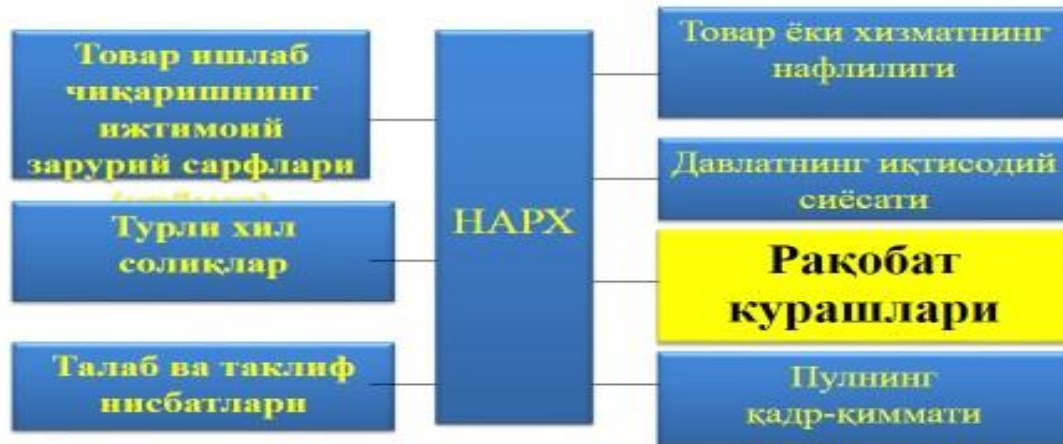 Товар ишлаб
чиқаришнинг
ижтимоий
зарурий сарфлари
Турли хил
солиқлар
Талаб ва таклиф
нисбатлари
НАРХ
Товар ёки хизматнинг
нафлилиги
Давлатнинг иқтисодий
сиёсати
Рақобат
курашлари
Пулнинг
қадр-қиммати